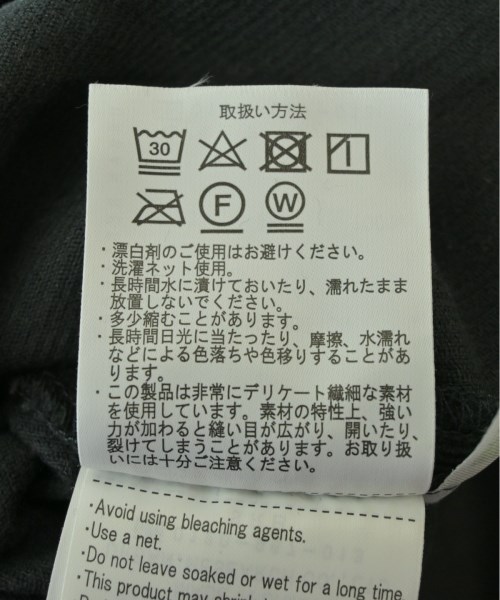 取扱い方法
30
F W
・漂白剤のご使用はお避けください。
・洗濯ネット使用。
・長時間水に漬けておいたり、濡れたまま
放置しないでください。
・多少縮むことがあります。
・長時間日光に当たったり、摩擦、水濡れ
などによる色落ちや色移りすることがあ
ります。
・この製品は非常にデリケート繊細な素材
を使用しています。素材の特性上、強い
力が加わると縫い目が広がり、開いたり、
裂けてしまうことがあります。お取り扱
いには十分ご注意ください。
・Avoid using bleaching agents.
・Use a net.
・Do not leave soaked or wet for a long time.
・This product may shrink